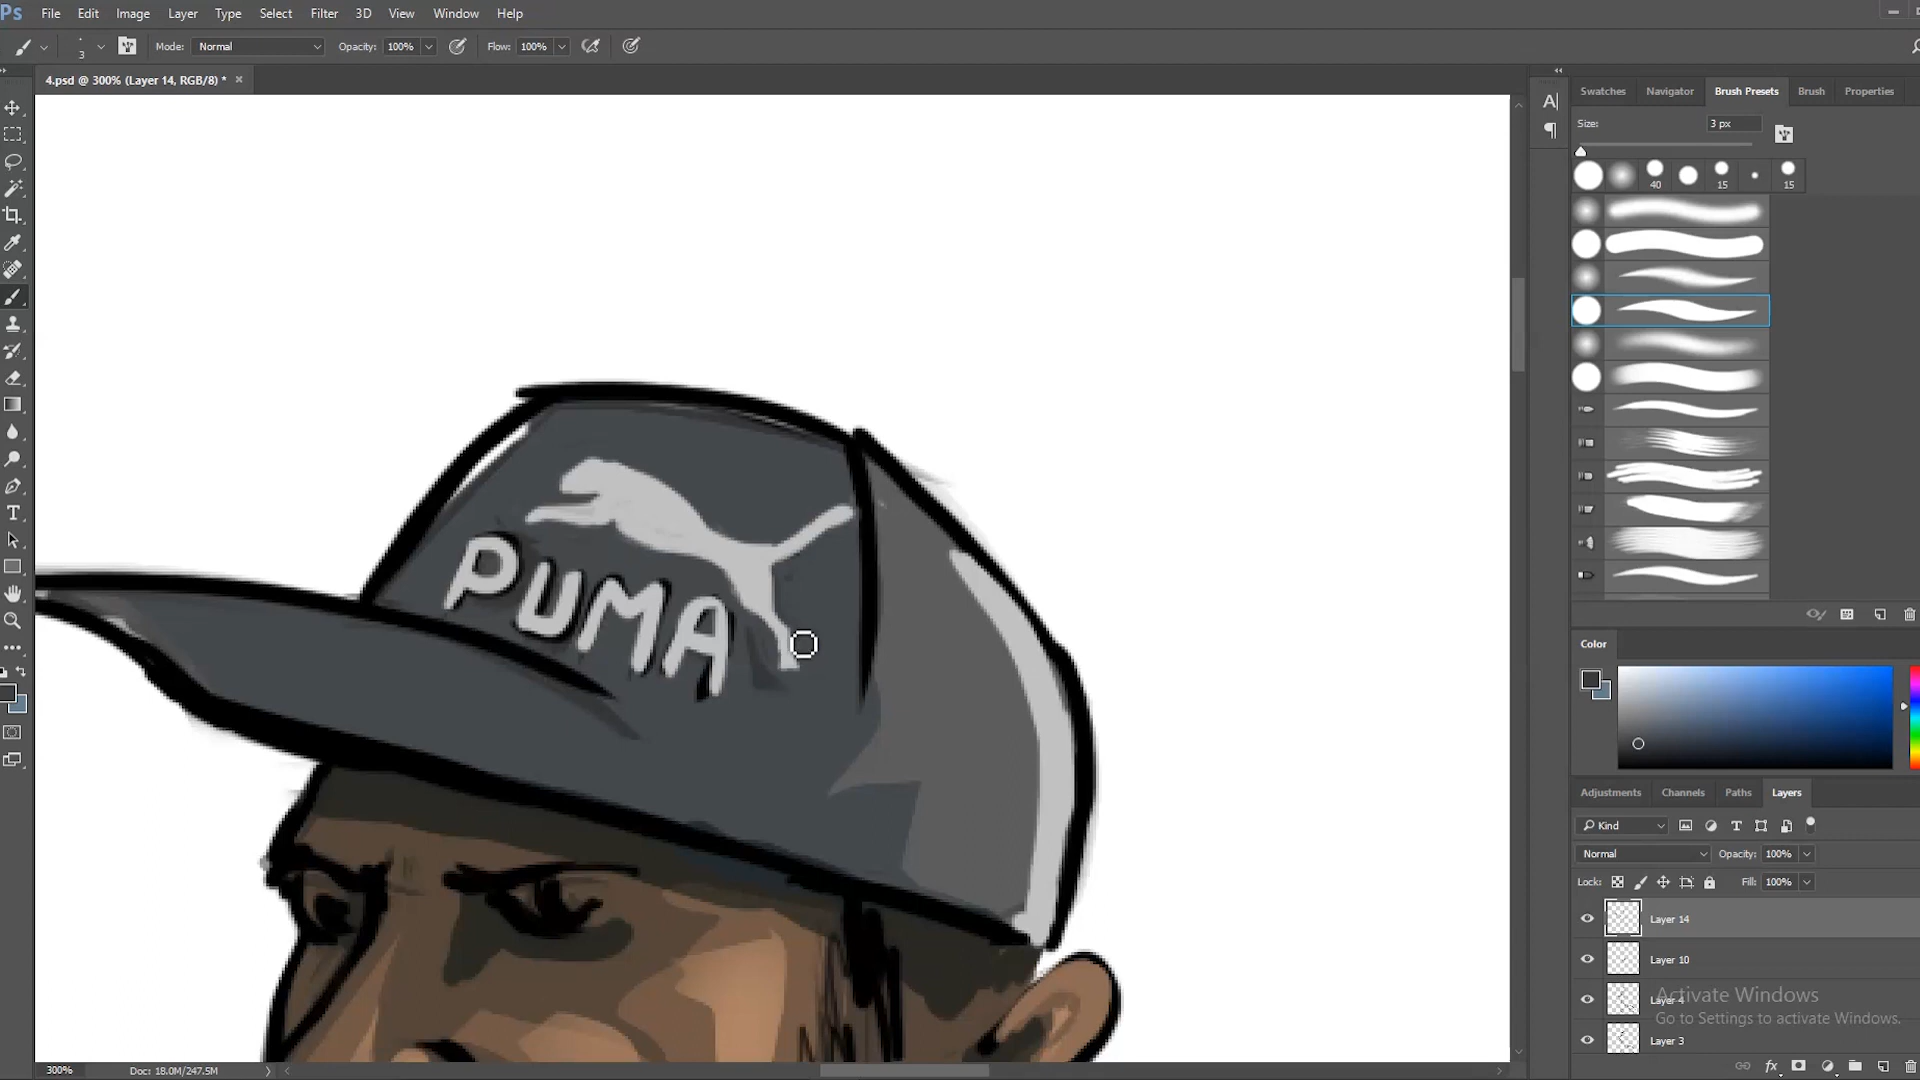 Ps File Edit Image Layer Type Select Filter 3D View Window Help
3 Mode: Normal Opacity: 100% Flow: 100%
4.psd @ 300% (Layer 14, RGB/8) * ×
Swatches Navigator Brush Presets Brush Properties
Size: 3 px
40 15 15
PUMA
Color
Adjustments Channels Paths Layers
Kind
Normal Opacity: 100%
Lock: Fill: 100%
Layer 14
Layer 10
Layer 4
Activate Windows
Go to Settings to activate Windows.
Layer 3
300% Doc: 18.0M/247.5M
fx